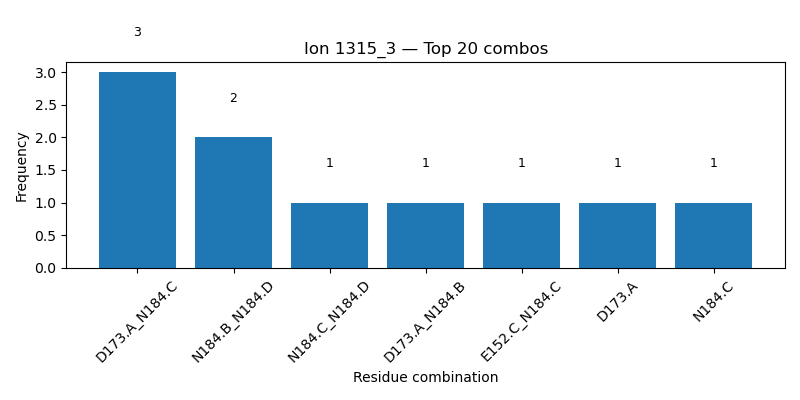 3
Ion 1315_3 — Top 20 combos
2
1
1
1
1
1
3.0
2.5
2.0
1.5
1.0
0.5
0.0
Frequency
D173.A_N184.C
N184.B_N184.D
N184.C_N184.D
D173.A_N184.B
E152.C_N184.C
D173.A
N184.C
Residue combination